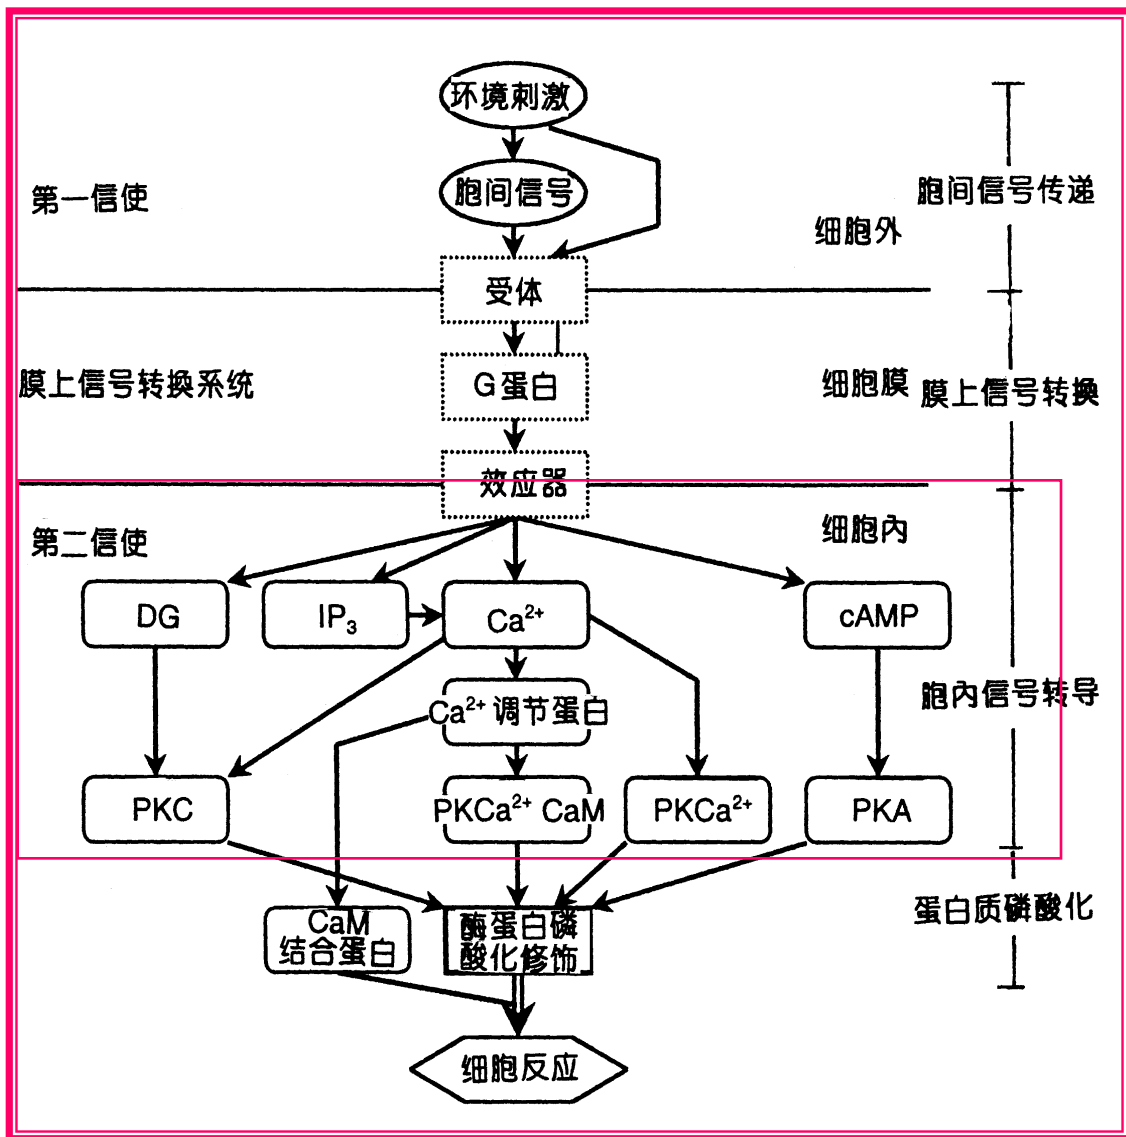 环境刺激
第一信使
胞间信号
胞间信号传递
细胞外
受体
膜上信号转换系统
G蛋白
细胞膜
膜上信号转换
效应器
第二信使
细胞内
DG
IP₃
Ca²⁺
cAMP
Ca²⁺ 调节蛋白
胞内信号转导
PKC
PKCa²⁺ CaM
PKCa²⁺
PKA
CaM
结合蛋白
酶蛋白磷
酸化修饰
蛋白质磷酸化
细胞反应